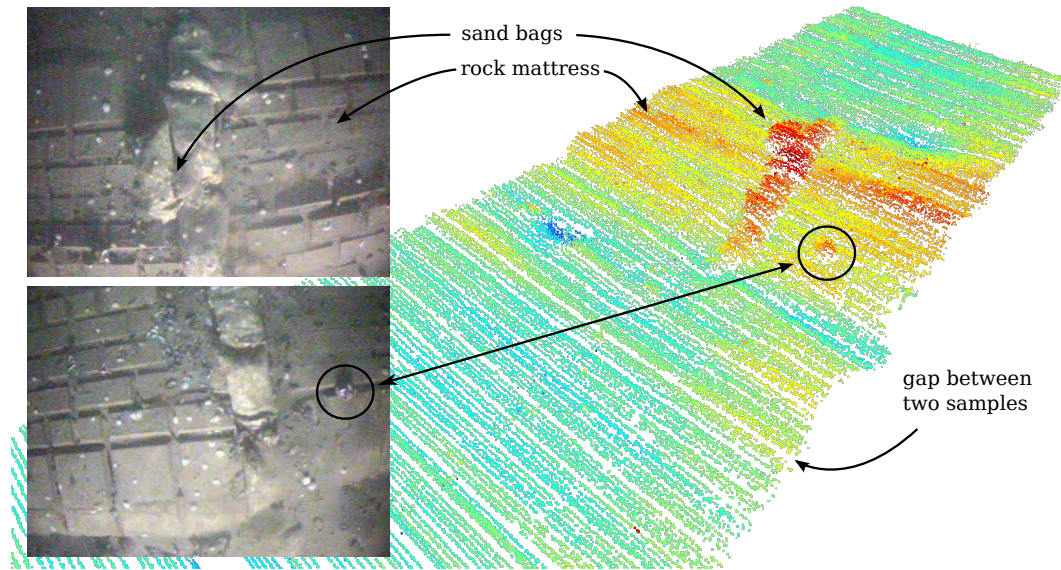 sand bags
rock mattress
gap between
two samples